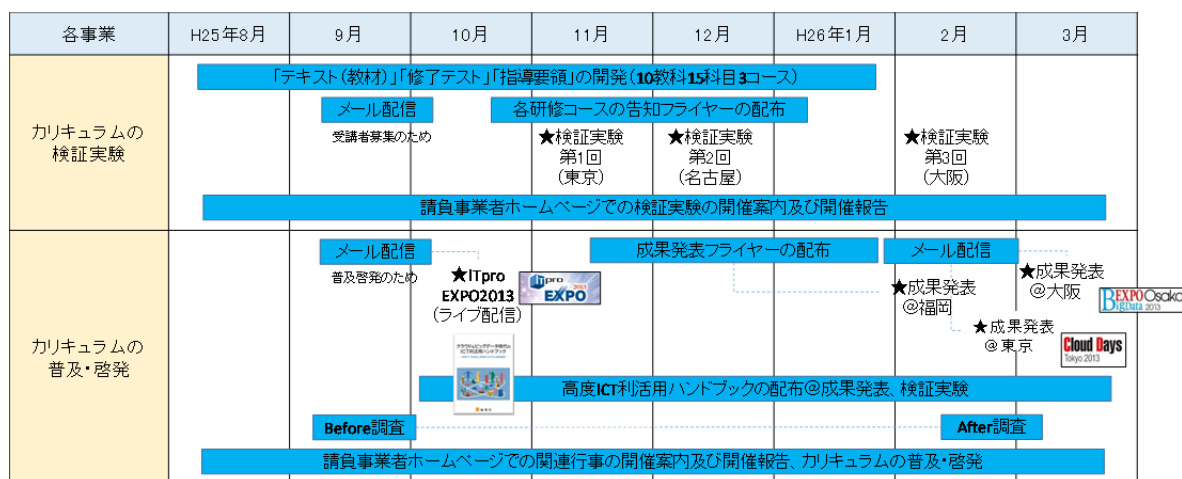 各事業 H25年8月 9月 10月 11月 12月 H26年1月 2月 3月
カリキュラムの
検証実験
「テキスト(教材)」「修了テスト」「指導要領」の開発(10教科15科目3コース)
メール配信
受講者募集のため
各研修コースの告知フライヤーの配布
★検証実験
第1回
(東京)
★検証実験
第2回
(名古屋)
★検証実験
第3回
(大阪)
請負事業者ホームページでの検証実験の開催案内及び開催報告
カリキュラムの
普及・啓発
メール配信
普及啓発のため
★ITpro
EXPO2013
(ライブ配信)
ITpro
2013
EXPO
成果発表フライヤーの配布
メール配信
★成果発表
@福岡
★成果発表
@大阪
BigData
EXPO Osaka
2013
★成果発表
@東京
Cloud Days
Tokyo 2013
ICT利活用ハンドブック
高度ICT利活用ハンドブックの配布@成果発表、検証実験
Before調査
After調査
請負事業者ホームページでの関連行事の開催案内及び開催報告、カリキュラムの普及・啓発